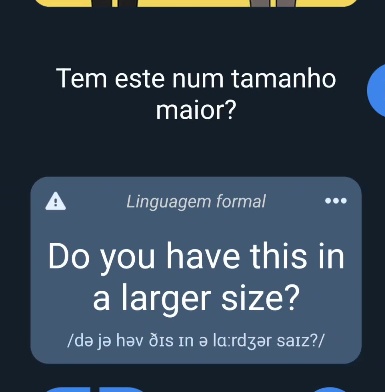 Tem este num tamanho
maior?
Linguagem formal
Do you have this in
a larger size?
/də jə həv ðɪs ɪn ə lɑːrdʒər saɪz?/